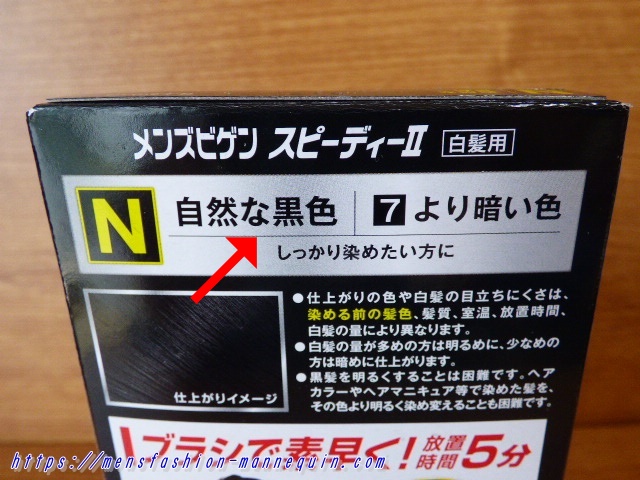 メンズビゲン スピーディーII 白髪用
N 自然な黒色 7 より暗い色
しっかり染めたい方に
●仕上がりの色や白髪の目立ちにくさは、
染める前の髪色、髪質、室温、放置時間、
白髪の量により異なります。
●白髪の量が多めの方は明るめに、少なめの
方は暗めに仕上がります。
●黒髪を明るくすることは困難です。ヘア
カラーやヘアマニキュア等で染めた髪を、
その色より明るく染め変えることも困難です。
仕上がりイメージ
ブラシで素早く! 放置時間5分
https://mensfashion-mannequin.com/